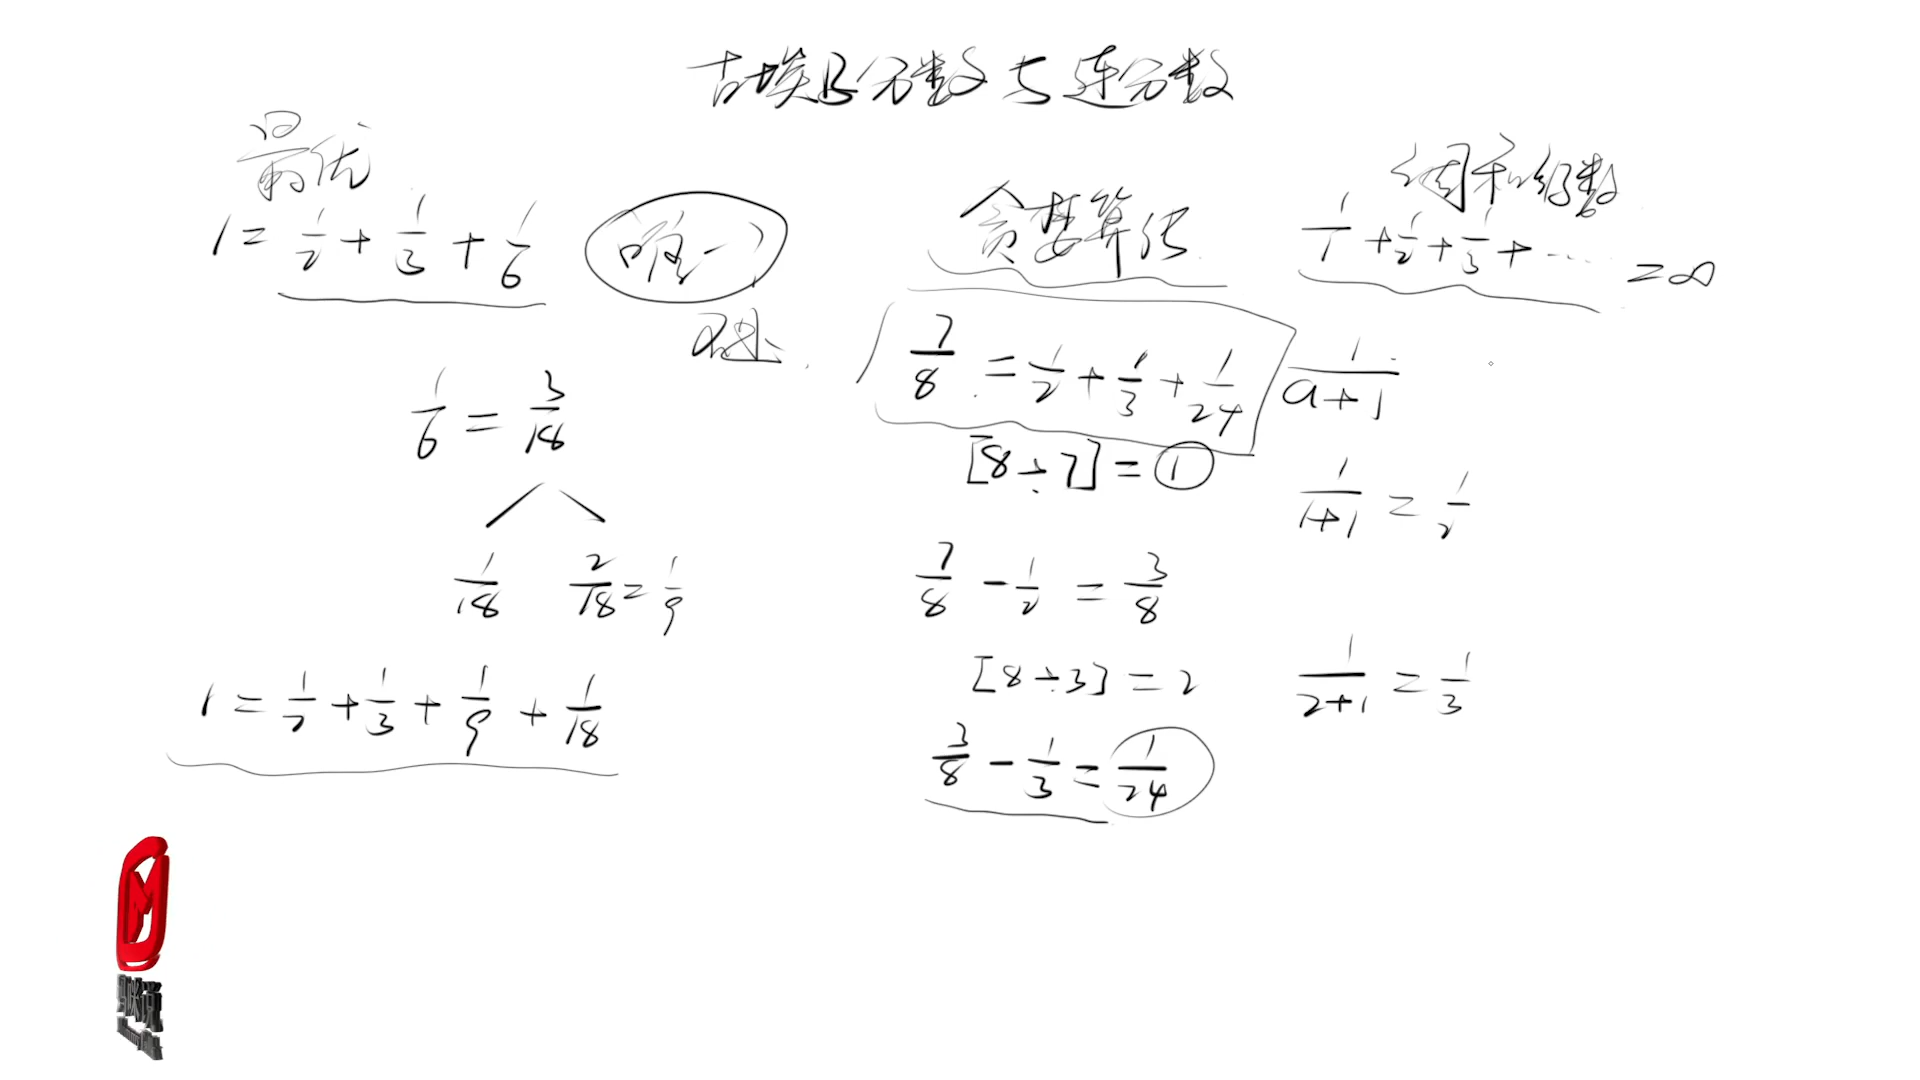 古埃及分数与连分数
最优
1 = 1/2 + 1/3 + 1/6
唯一
1/6 = 3/18
1/18 2/18 = 1/9
1 = 1/2 + 1/3 + 1/9 + 1/18
贪婪算法
7/8 = 1/2 + 1/3 + 1/24
[8÷7] = 1
7/8 - 1/2 = 3/8
[8÷3] = 2
3/8 - 1/3 = 1/24
调和级数
1/1 + 1/2 + 1/3 + ····· = ∞
1/(a+1)
1/(1+1) = 1/2
1/(2+1) = 1/3